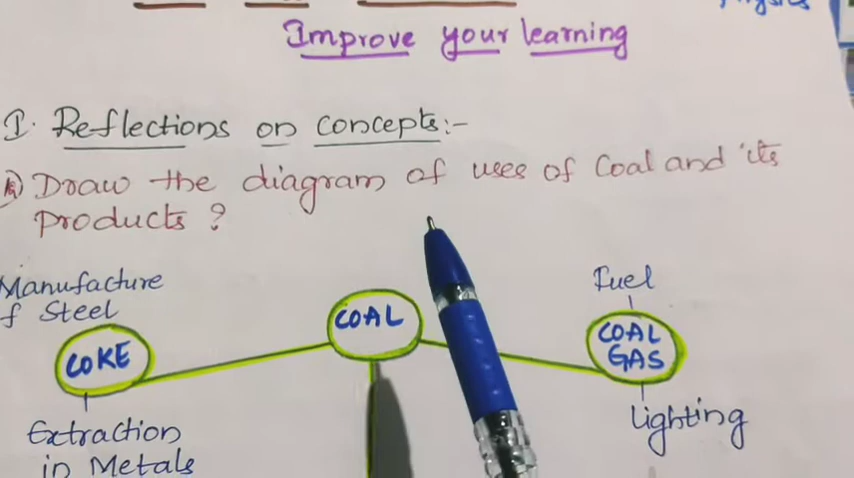 Physics
Improve your learning
I. Reflections on concepts:-
Draw the diagram of uses of Coal and its
products ?
Manufacture
f Steel
Fuel
COAL
COKE
COAL
GAS
Extraction
in Metals
Lighting